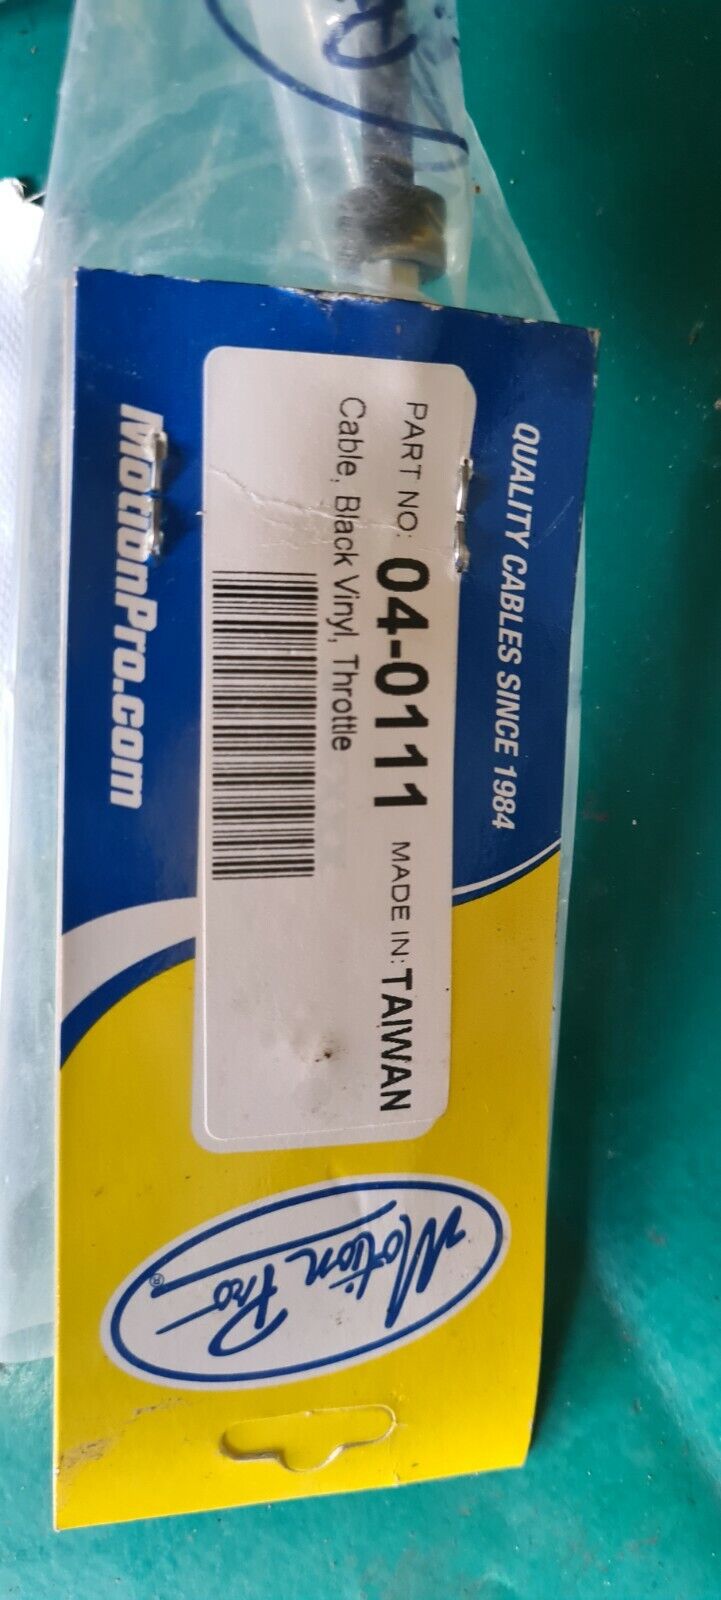 QUALITY CABLES SINCE 1984
PART NO: 04-0111 MADE IN: TAIWAN
Cable, Black Vinyl, Throttle
MotionPro.com
Motion Pro®